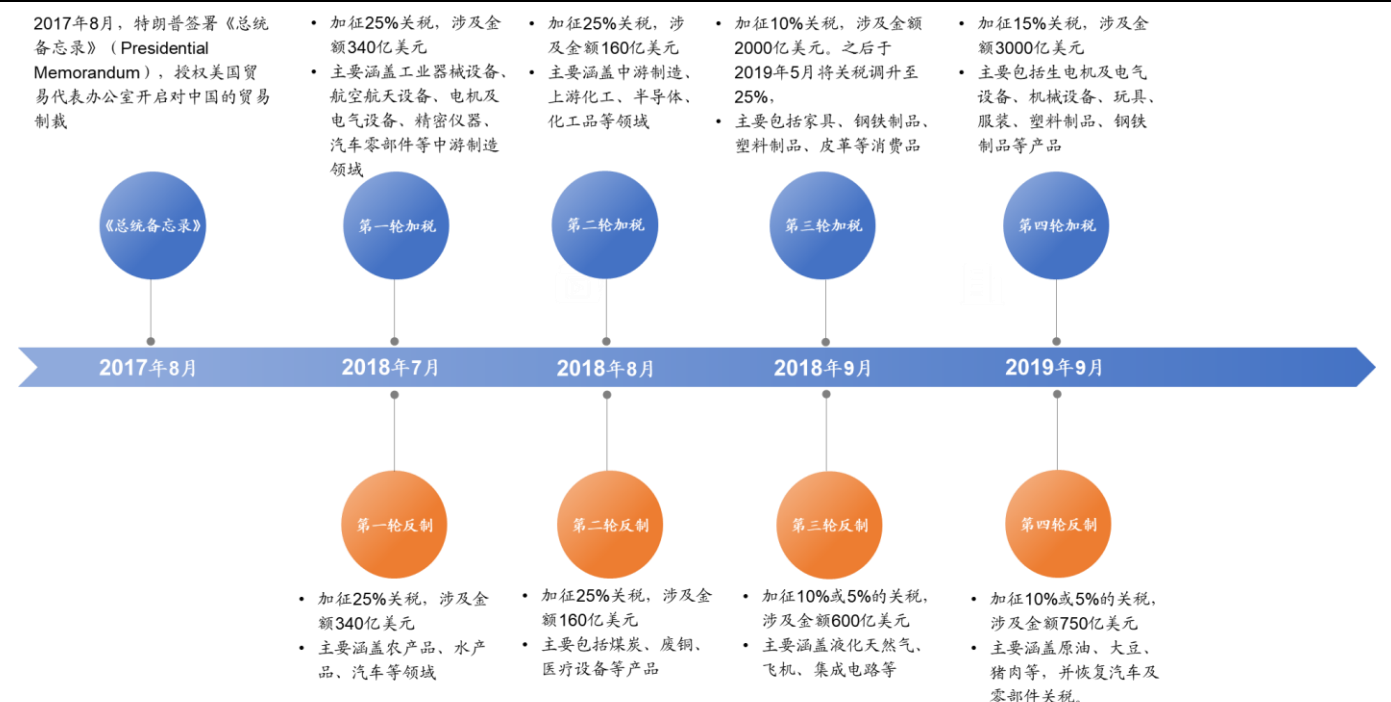 2017年8月，特朗普签署《总统
备忘录》（Presidential
Memorandum），授权美国贸
易代表办公室开启对中国的贸易
制裁
• 加征25%关税，涉及金
额340亿美元
• 主要涵盖工业器械设备、
航空航天设备、电机及
电气设备、精密仪器、
汽车零部件等中游制造
领域
• 加征25%关税，涉
及金额160亿美元
• 主要涵盖中游制造、
上游化工、半导体、
化工品等领域
• 加征10%关税，涉及金额
2000亿美元。之后于
2019年5月将关税调升至
25%，
• 主要包括家具、钢铁制品、
塑料制品、皮革等消费品
• 加征15%关税，涉及金
额3000亿美元
• 主要包括生电机及电气
设备、机械设备、玩具、
服装、塑料制品、钢铁
制品等产品
《总统备忘录》
第一轮加税
第二轮加税
第三轮加税
第四轮加税
2017年8月
2018年7月
2018年8月
2018年9月
2019年9月
第一轮反制
第二轮反制
第三轮反制
第四轮反制
• 加征25%关税，涉及金
额340亿美元
• 主要涵盖农产品、水产
品、汽车等领域
• 加征25%关税，涉及金
额160亿美元
• 主要包括煤炭、废铜、
医疗设备等产品
• 加征10%或5%的关税，
涉及金额600亿美元
• 主要涵盖液化天然气、
飞机、集成电路等
• 加征10%或5%的关税，
涉及金额750亿美元
• 主要涵盖原油、大豆、
猪肉等，并恢复汽车及
零部件关税。